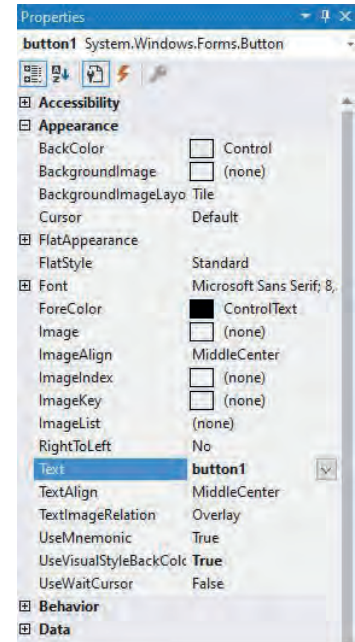 Properties
button1 System.Windows.Forms.Button
Accessibility
Appearance
BackColor Control
BackgroundImage (none)
BackgroundImageLayo Tile
Cursor Default
FlatAppearance
FlatStyle Standard
Font Microsoft Sans Serif; 8,
ForeColor ControlText
Image (none)
ImageAlign MiddleCenter
ImageIndex (none)
ImageKey (none)
ImageList (none)
RightToLeft No
Text button1
TextAlign MiddleCenter
TextImageRelation Overlay
UseMnemonic True
UseVisualStyleBackColc True
UseWaitCursor False
Behavior
Data